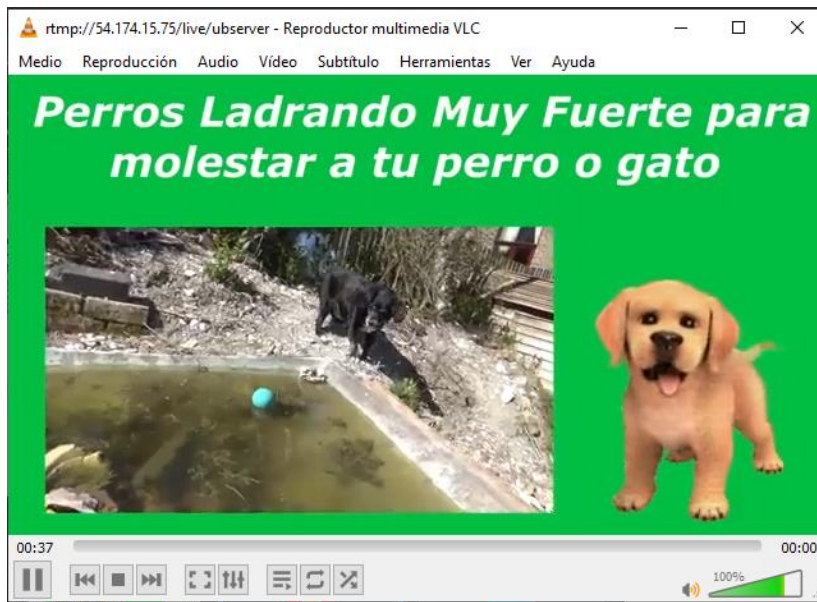 rtmp://54.174.15.75/live/ubserver - Reproductor multimedia VLC
Medio Reproducción Audio Vídeo Subtítulo Herramientas Ver Ayuda
Perros Ladrando Muy Fuerte para
molestar a tu perro o gato
00:37 00:00
100%